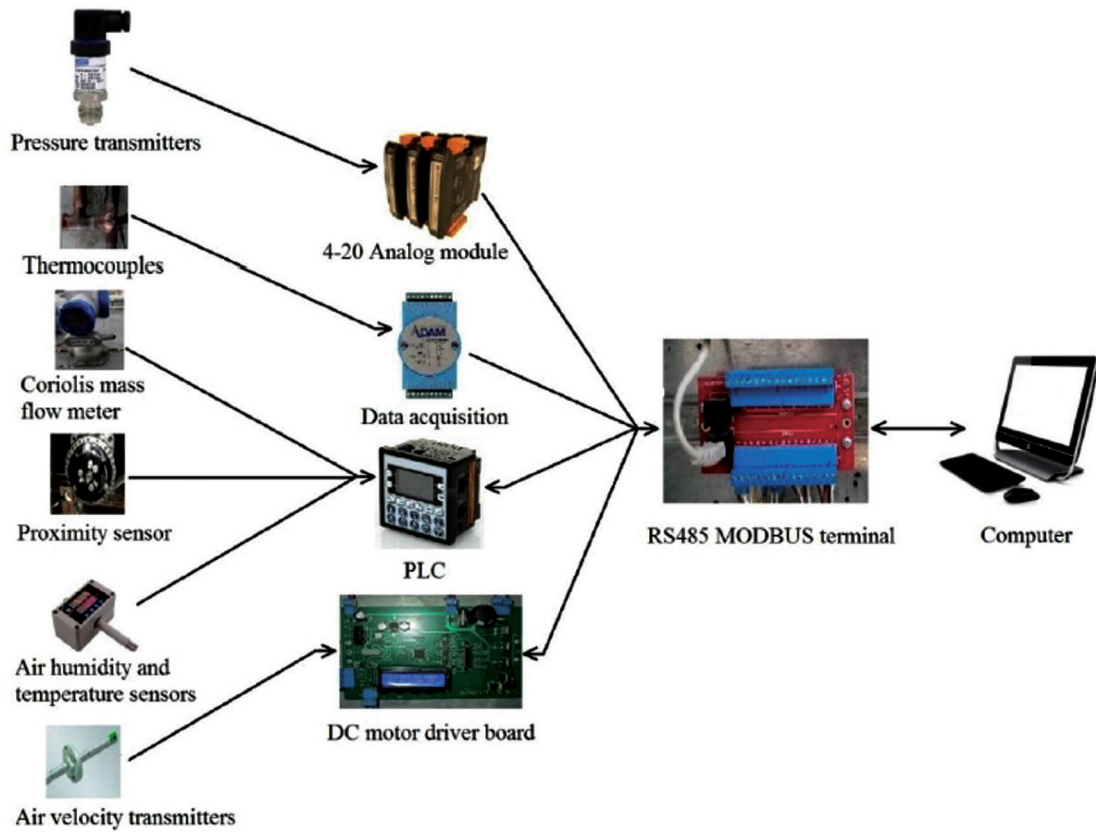 Pressure transmitters
4-20 Analog module
Thermocouples
ADAM
Coriolis mass
flow meter
Data acquisition
Proximity sensor
PLC
RS485 MODBUS terminal
Computer
Air humidity and
temperature sensors
DC motor driver board
Air velocity transmitters